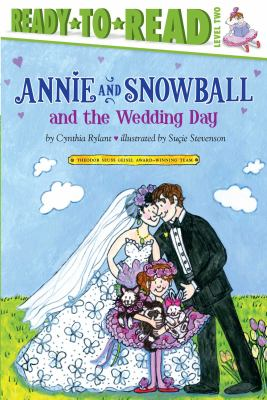 READY-TO-READ
LEVEL TWO
ANNIE AND SNOWBALL
and the Wedding Day
by Cynthia Rylant ♥ illustrated by Suçie Stevenson
★ THEODOR SEUSS GEISEL AWARD–WINNING TEAM ★